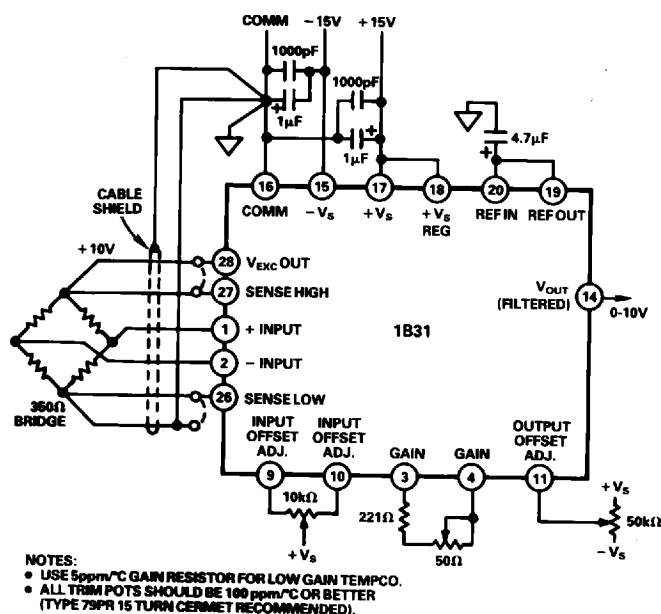 COMM −15V +15V
1000pF
1000pF
+
1μF
1μF
+
4.7μF
+
CABLE
SHIELD
16 15 17 18 20 19
COMM −VS +VS +VS
REG REF IN REF OUT
+10V
28 VEXC OUT
27 SENSE HIGH
1 + INPUT
2 − INPUT
26 SENSE LOW
350Ω
BRIDGE
1B31
VOUT
(FILTERED) 14
0-10V
INPUT
OFFSET
ADJ.
INPUT
OFFSET
ADJ.
GAIN
GAIN
OUTPUT
OFFSET
ADJ.
9 10 3 4 11
10kΩ
+VS
221Ω
50Ω
+VS
50kΩ
−VS
NOTES:
• USE 5ppm/°C GAIN RESISTOR FOR LOW GAIN TEMPCO.
• ALL TRIM POTS SHOULD BE 100 ppm/°C OR BETTER
(TYPE 79PR 15 TURN CERMET RECOMMENDED).